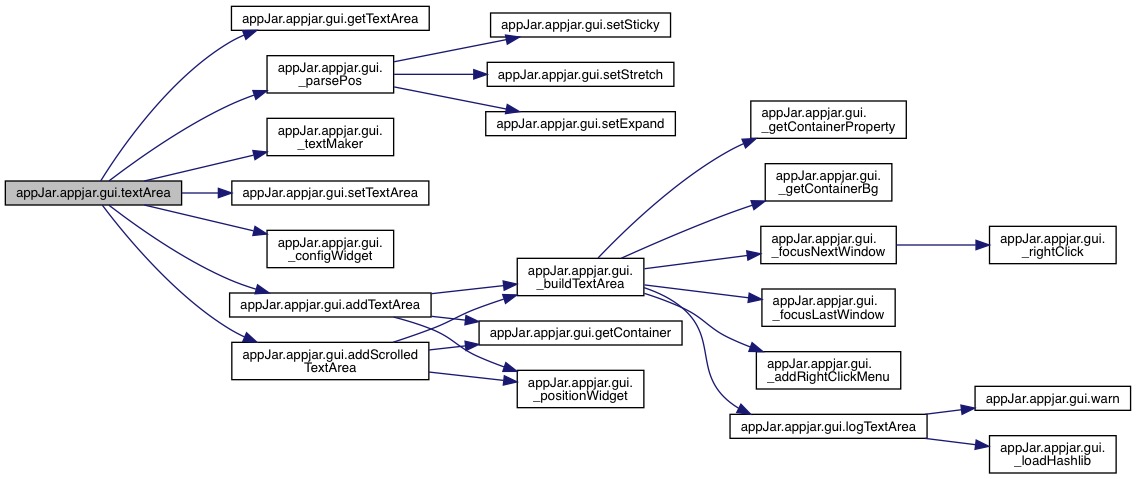 appJar.appjar.gui.textArea
appJar.appjar.gui.getTextArea
appJar.appjar.gui.
_parsePos
appJar.appjar.gui.setSticky
appJar.appjar.gui.setStretch
appJar.appjar.gui.setExpand
appJar.appjar.gui.
_textMaker
appJar.appjar.gui.setTextArea
appJar.appjar.gui.
_configWidget
appJar.appjar.gui.addTextArea
appJar.appjar.gui.addScrolled
TextArea
appJar.appjar.gui.
_buildTextArea
appJar.appjar.gui.getContainer
appJar.appjar.gui.
_positionWidget
appJar.appjar.gui.
_getContainerProperty
appJar.appjar.gui.
_getContainerBg
appJar.appjar.gui.
_focusNextWindow
appJar.appjar.gui.
_focusLastWindow
appJar.appjar.gui.
_addRightClickMenu
appJar.appjar.gui.logTextArea
appJar.appjar.gui.
_rightClick
appJar.appjar.gui.warn
appJar.appjar.gui.
_loadHashlib